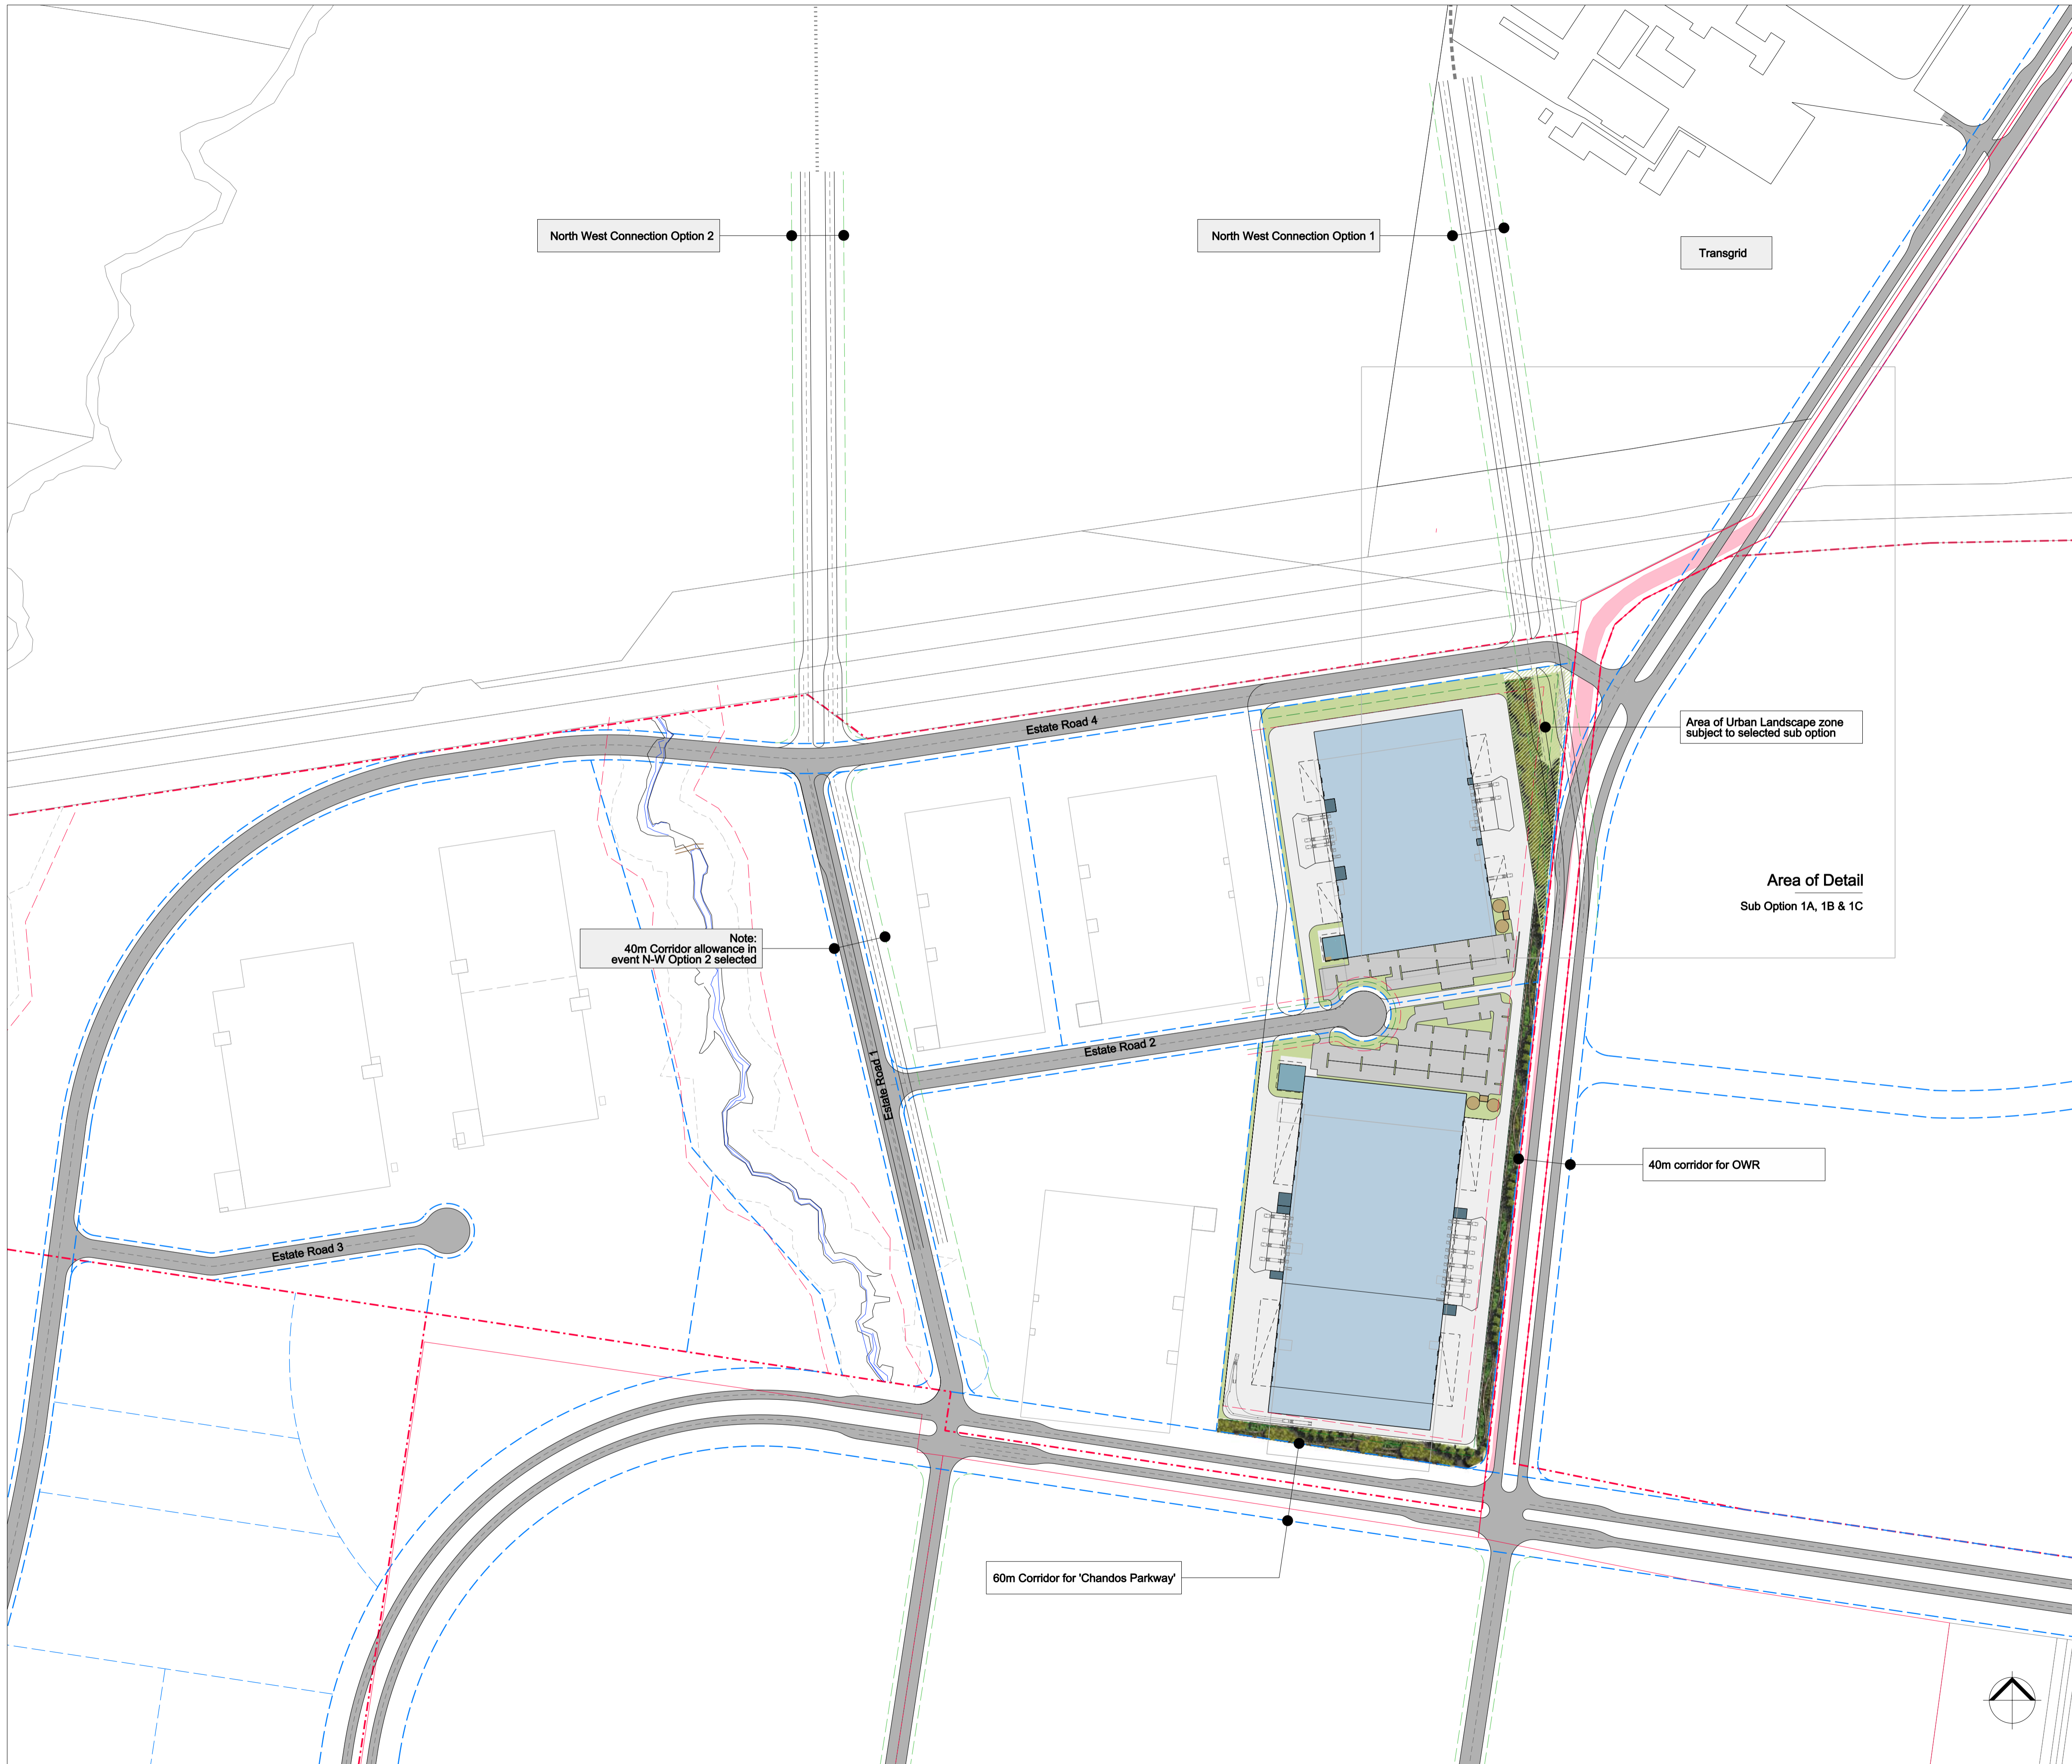 North West Connection Option 2
North West Connection Option 1
Transgrid
Estate Road 4
Area of Urban Landscape zone
subject to selected sub option
Area of Detail
Sub Option 1A, 1B & 1C
Note:
40m Corridor allowance in
event N-W Option 2 selected
Estate Road 1
Estate Road 2
40m corridor for OWR
Estate Road 3
60m Corridor for 'Chandos Parkway'